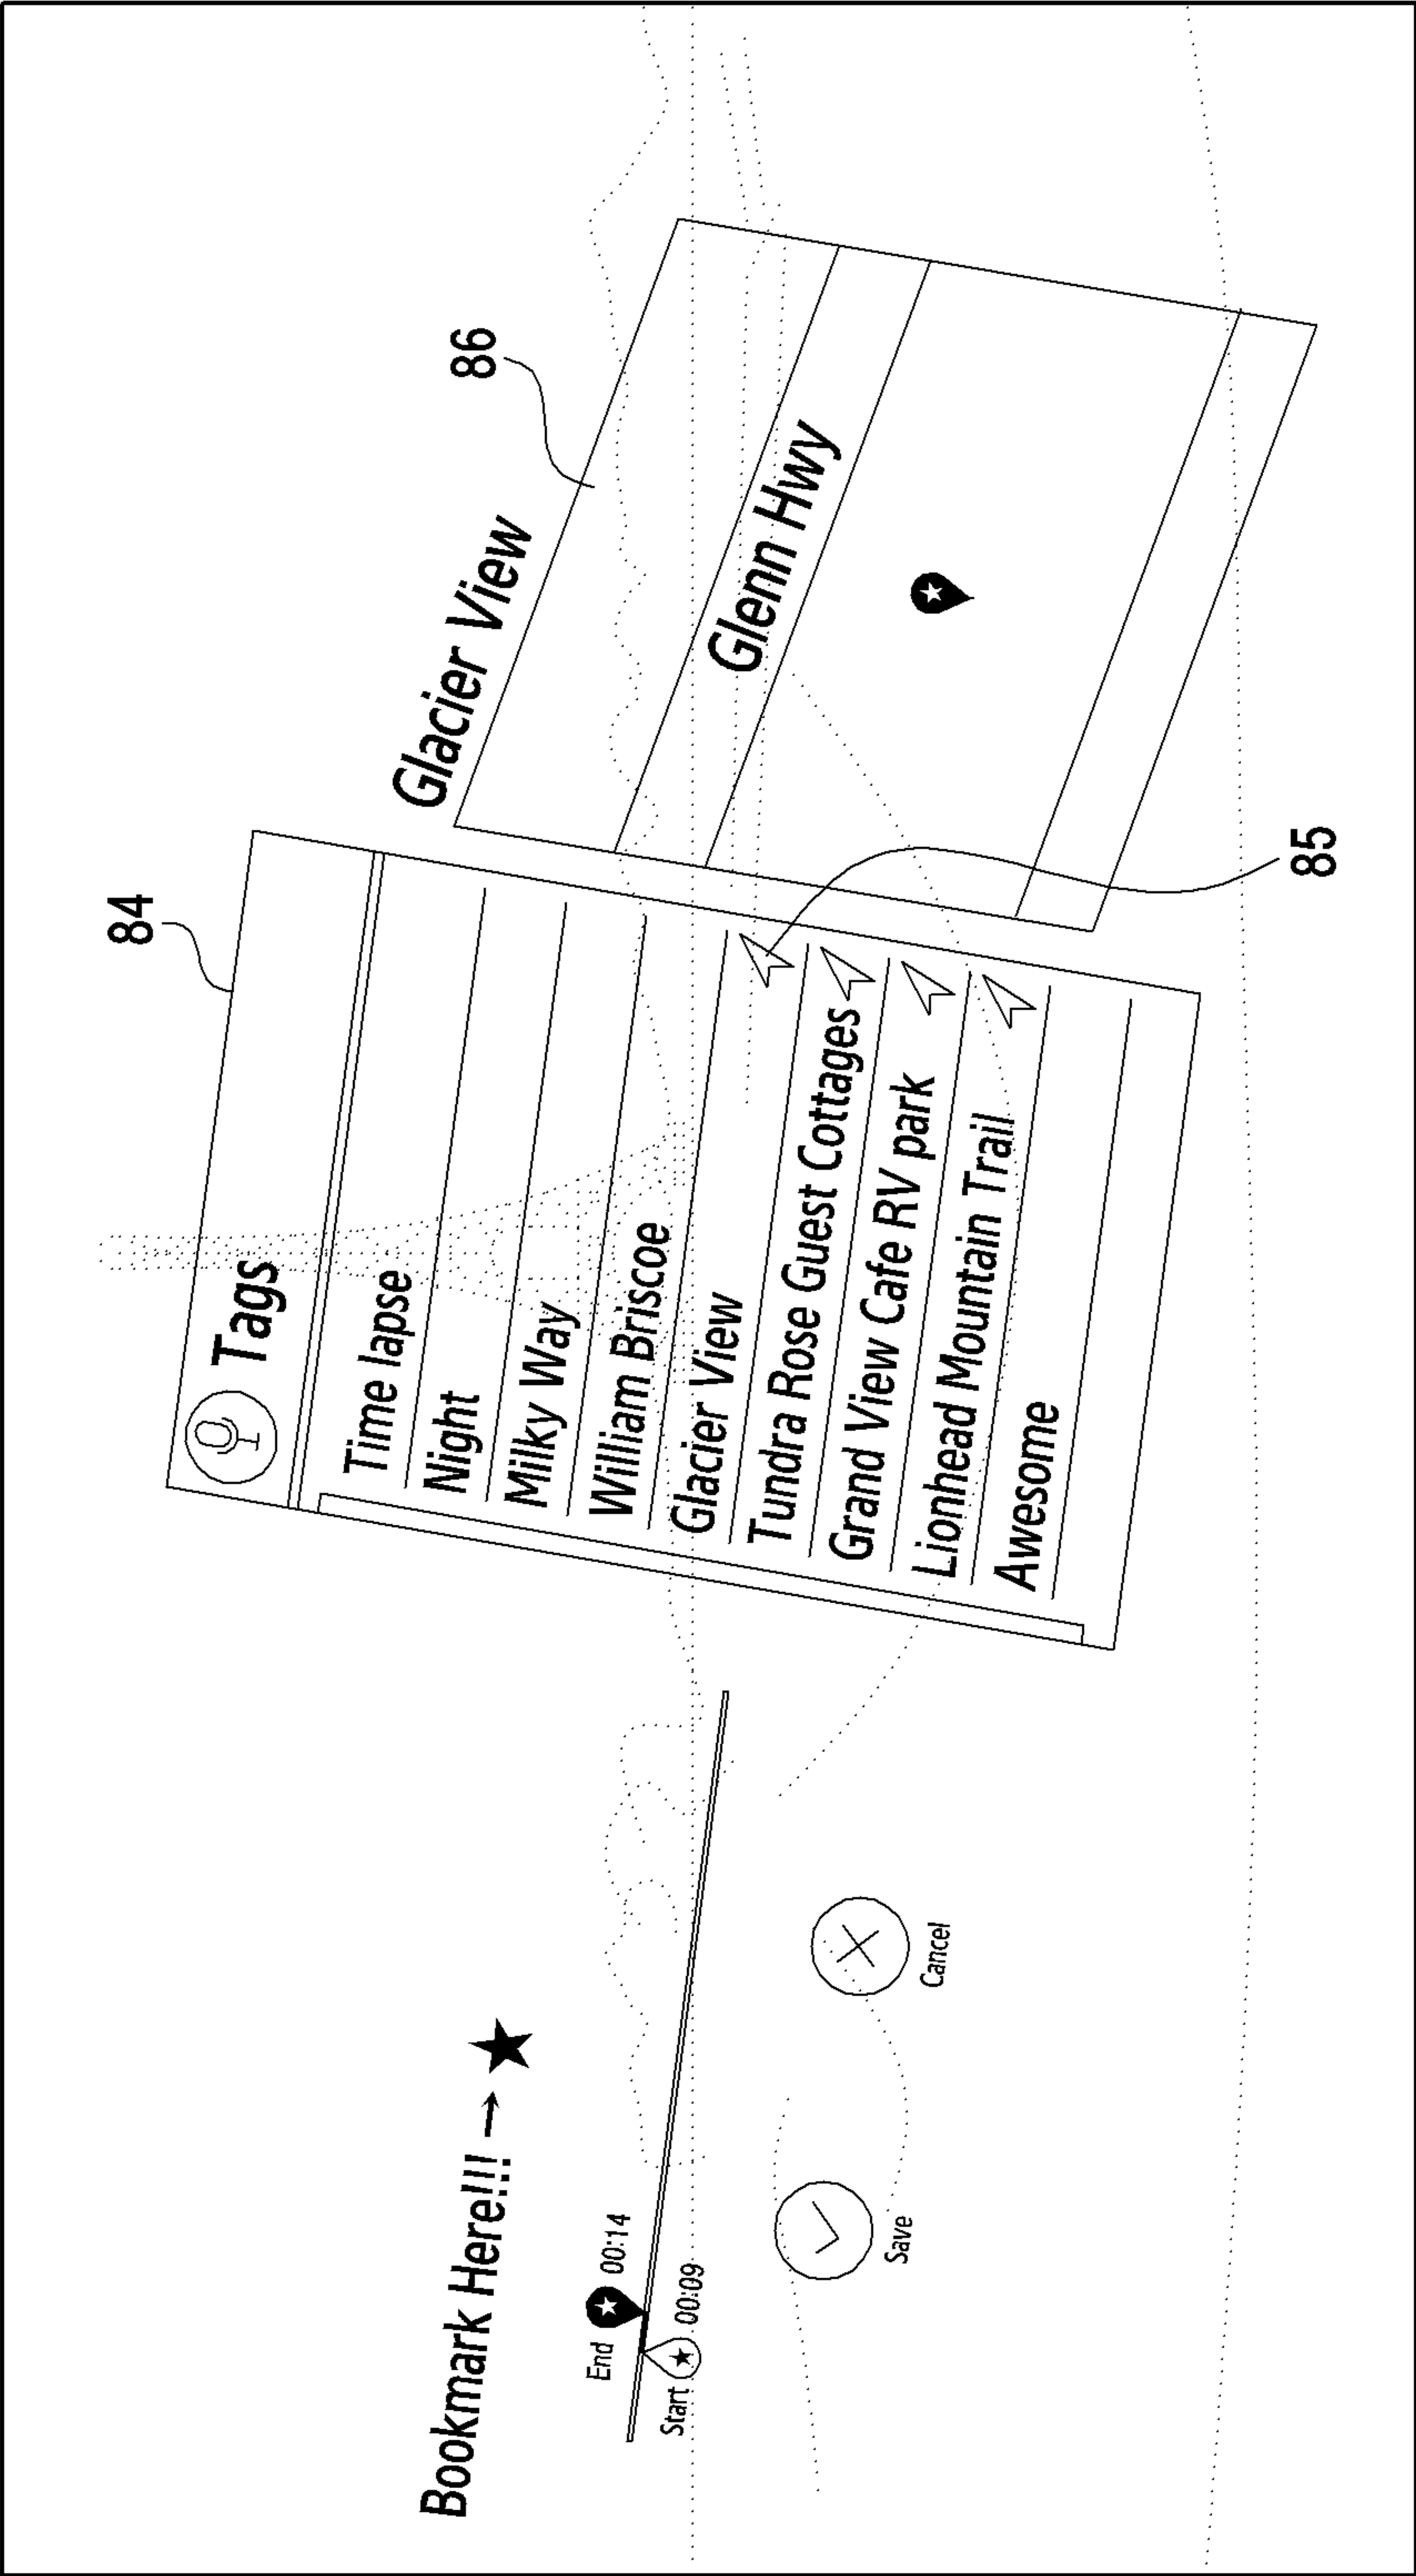 Bookmark Here!!! →
End 00:14
Start 00:09
Save
Cancel
84
Tags
Time lapse
Night
Milky Way
William Briscoe
Glacier View
Tundra Rose Guest Cottages
Grand View Cafe RV park
Lionhead Mountain Trail
Awesome
85
86
Glacier View
Glenn Hwy